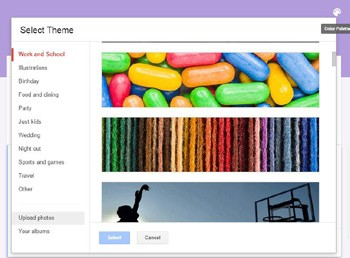 Color Palette
Select Theme
Work and School
Illustrations
Birthday
Food and dining
Party
Just kids
Wedding
Night out
Sports and games
Travel
Other
Upload photos
Your albums
Select
Cancel